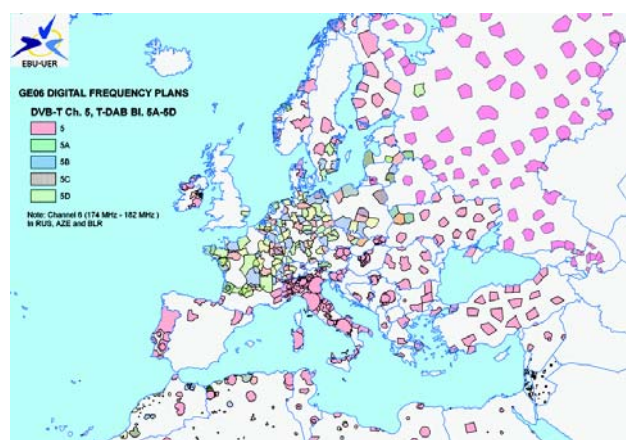 EBU-UER
GE06 DIGITAL FREQUENCY PLANS
DVB-T Ch. 5, T-DAB Bl. 5A-5D
5
5A
5B
5C
5D
Note: Channel 6 (174 MHz - 182 MHz )
In RUS, AZE and BLR